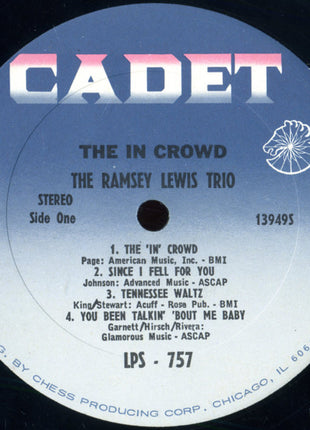 CADET
THE IN CROWD
THE RAMSEY LEWIS TRIO
STEREO
Side One
13949S
1. THE 'IN' CROWD
Page: American Music, Inc. - BMI
2. SINCE I FELL FOR YOU
Johnson: Advanced Music - ASCAP
3. TENNESSEE WALTZ
King/Stewart: Acuff - Rose Pub. - BMI
4. YOU BEEN TALKIN' 'BOUT ME BABY
Garnett/Hirsch/Rivera:
Glamorous Music - ASCAP
LPS - 757
G. BY CHESS PRODUCING CORP. CHICAGO, IL 606